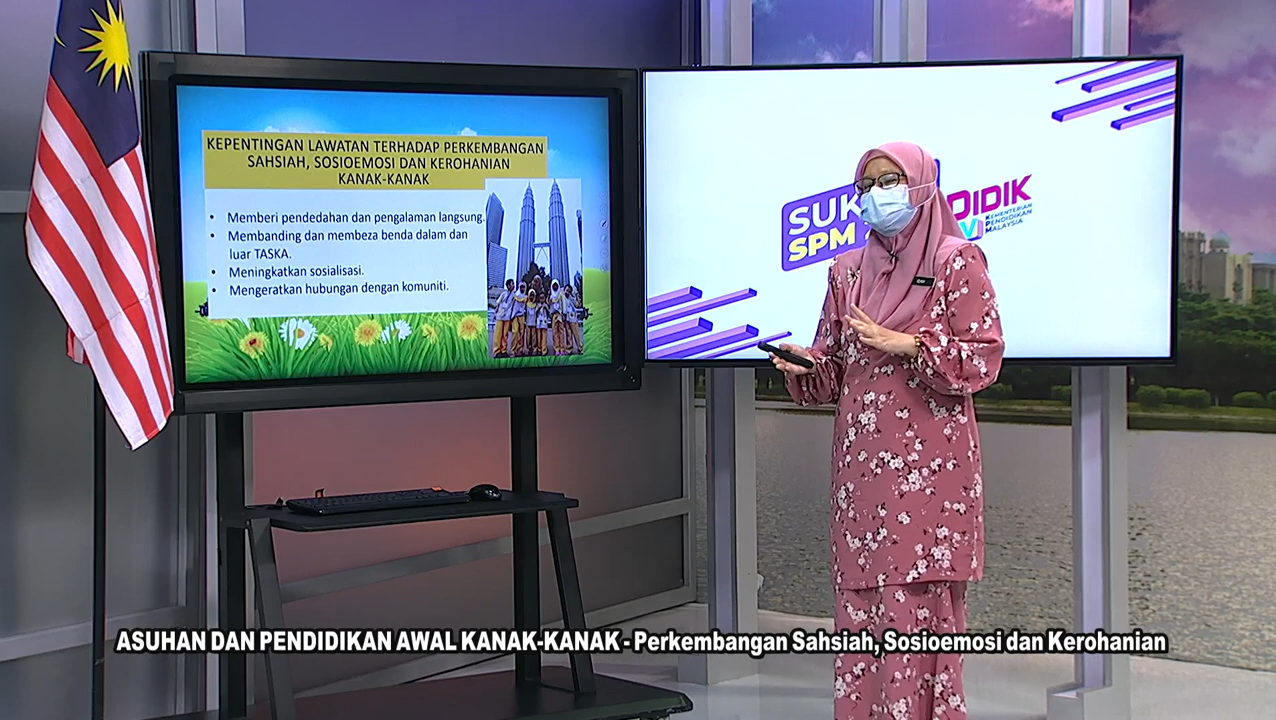 KEPENTINGAN LAWATAN TERHADAP PERKEMBANGAN
SAHSIAH, SOSIOEMOSI DAN KEROHANIAN
KANAK-KANAK
• Memberi pendedahan dan pengalaman langsung.
• Membanding dan membeza benda dalam dan
luar TASKA.
• Meningkatkan sosialisasi.
• Mengeratkan hubungan dengan komuniti.
SPM
DIDIK
KEMENTERIAN
PENDIDIKAN
MALAYSIA
ASUHAN DAN PENDIDIKAN AWAL KANAK-KANAK - Perkembangan Sahsiah, Sosioemosi dan Kerohanian